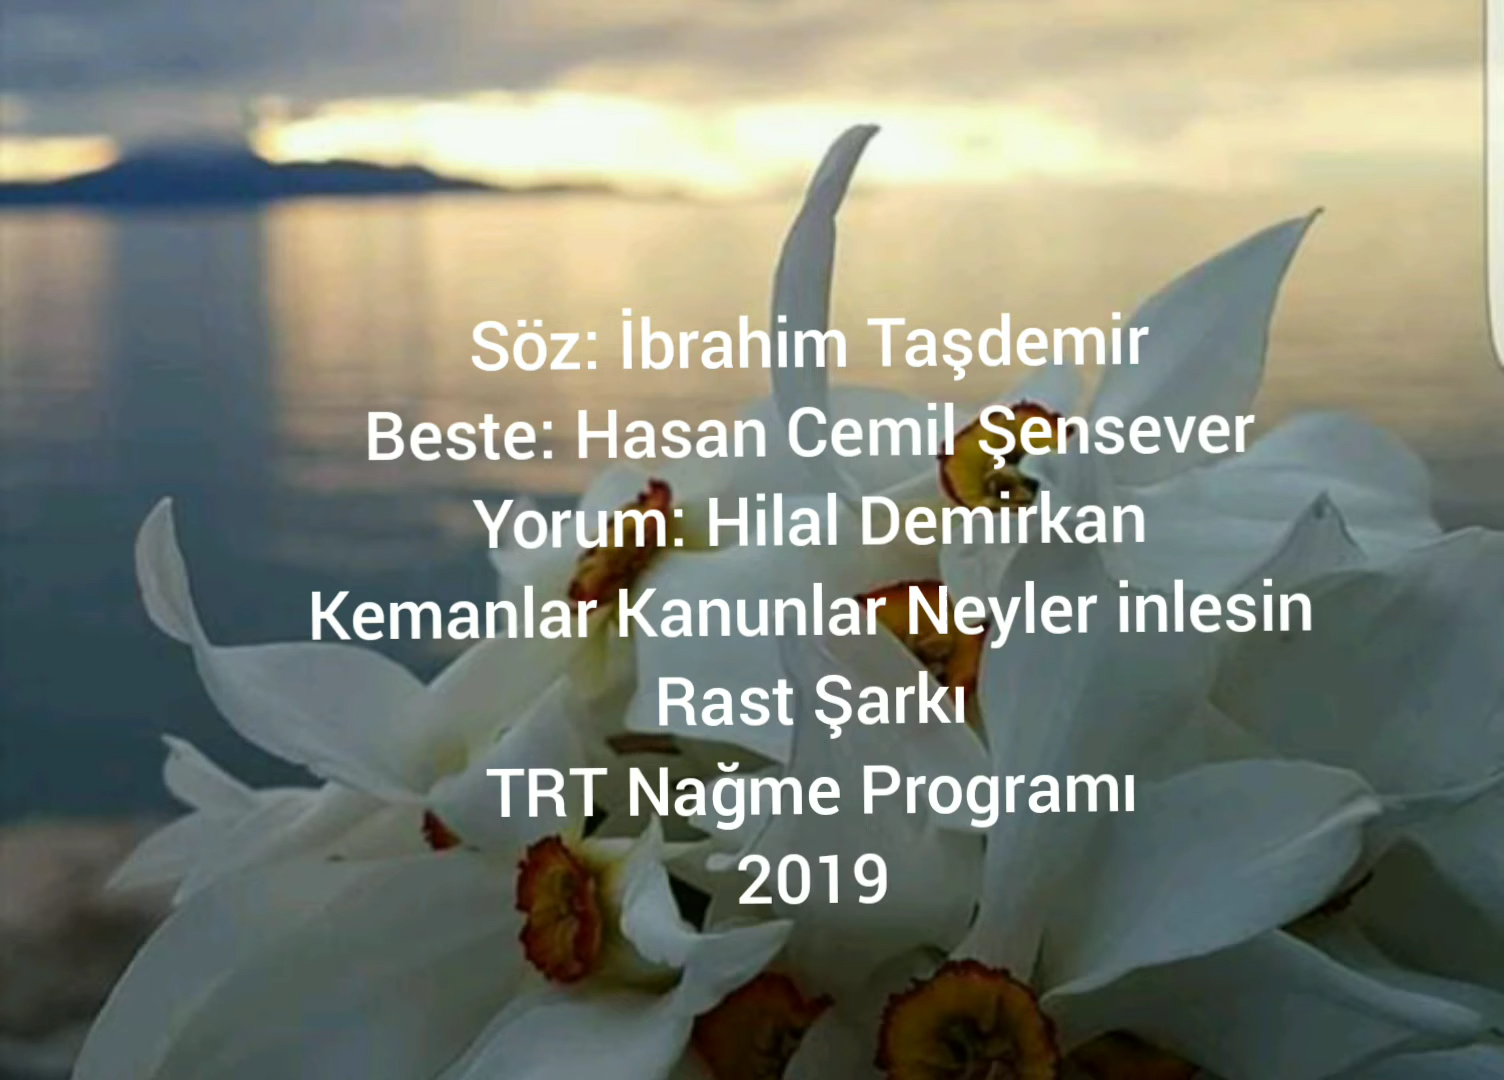 Söz: İbrahim Taşdemir
Beste: Hasan Cemil Şensever
Yorum: Hilal Demirkan
Kemanlar Kanunlar Neyler inlesin
Rast Şarkı
TRT Nağme Programı
2019